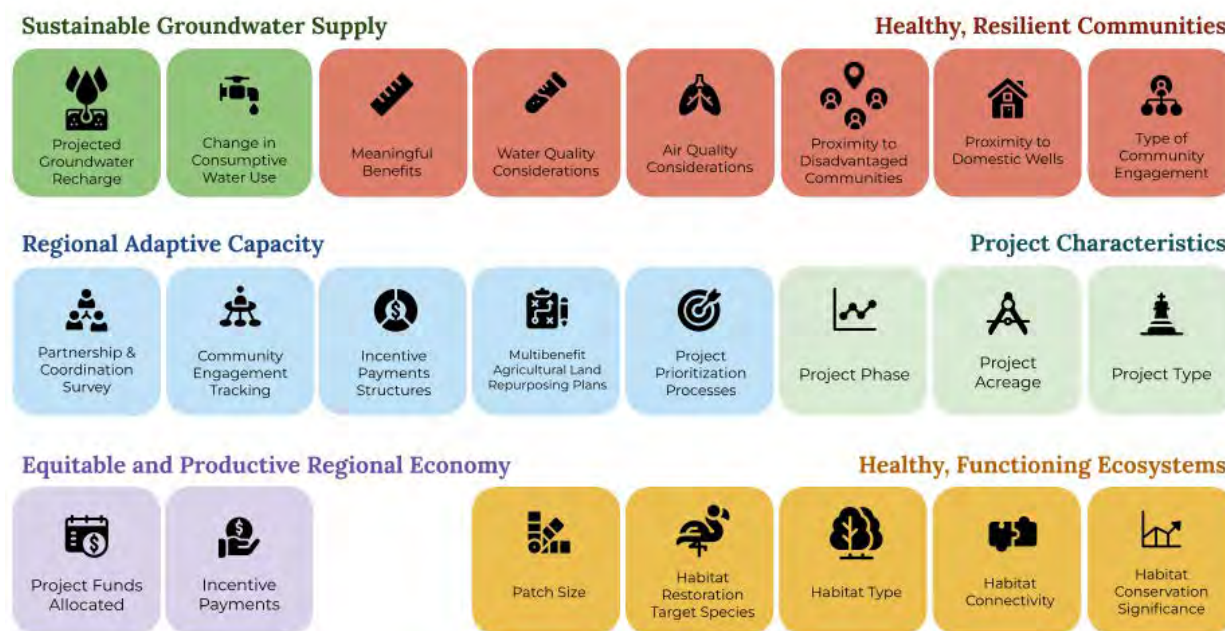 Sustainable Groundwater Supply
Healthy, Resilient Communities
Projected
Groundwater
Recharge
Change in
Consumptive
Water Use
Meaningful
Benefits
Water Quality
Considerations
Air Quality
Considerations
Proximity to
Disadvantaged
Communities
Proximity to
Domestic Wells
Type of
Community
Engagement
Regional Adaptive Capacity
Project Characteristics
Partnership &
Coordination
Survey
Community
Engagement
Tracking
Incentive
Payments
Structures
Multibenefit
Agricultural Land
Repurposing Plans
Project
Prioritization
Processes
Project Phase
Project
Acreage
Project Type
Equitable and Productive Regional Economy
Healthy, Functioning Ecosystems
Project Funds
Allocated
Incentive
Payments
Patch Size
Habitat
Restoration
Target Species
Habitat Type
Habitat
Connectivity
Habitat
Conservation
Significance